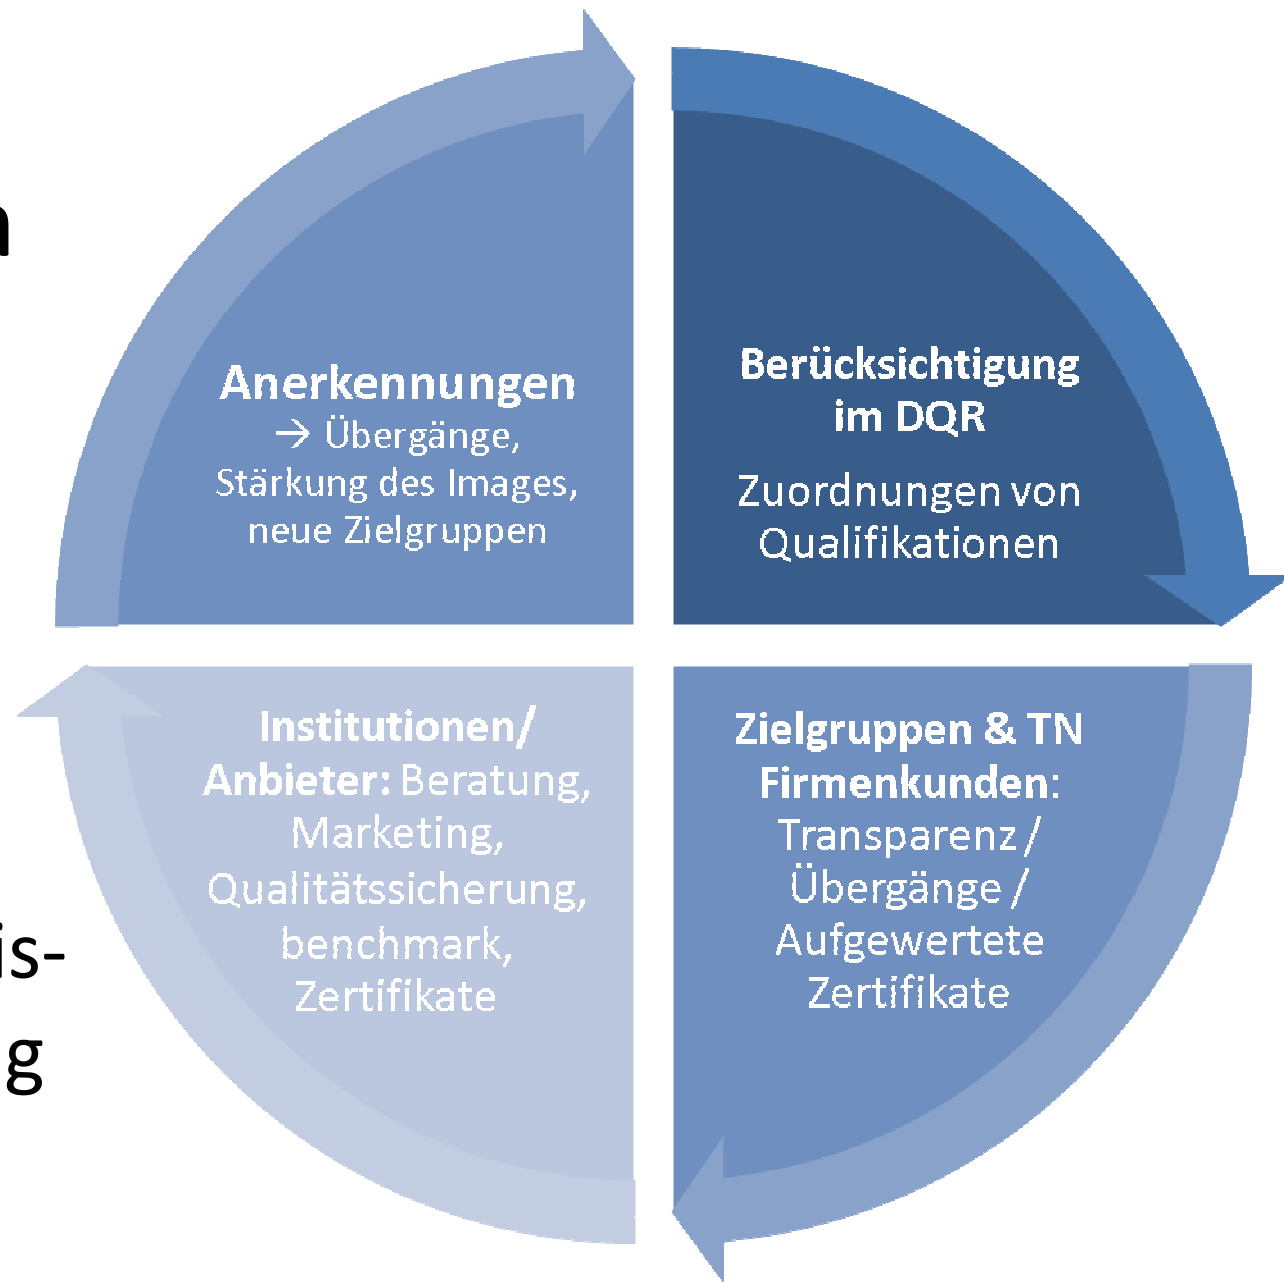 n
Anerkennungen
→ Übergänge,
Stärkung des Images,
neue Zielgruppen
Berücksichtigung
im DQR
Zuordnungen von
Qualifikationen
Zielgruppen & TN
Firmenkunden:
Transparenz /
Übergänge /
Aufgewertete
Zertifikate
Institutionen/
Anbieter: Beratung,
Marketing,
Qualitätssicherung,
benchmark,
Zertifikate
is-
g